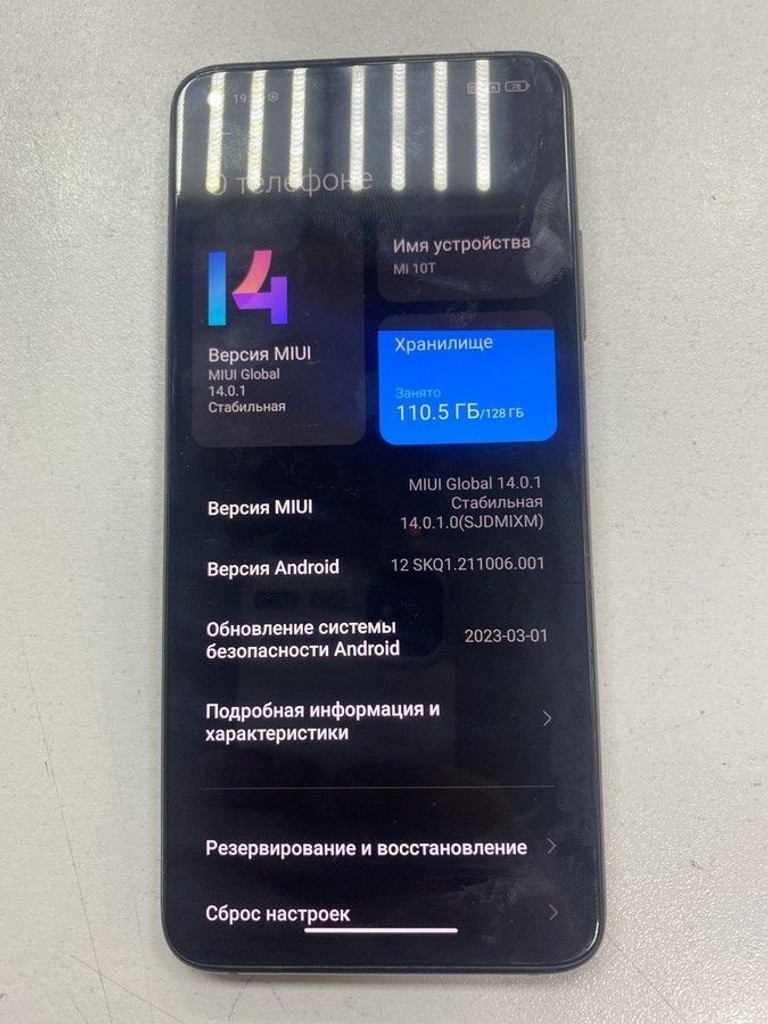 О телефоне
14
Имя устройства
Mi 10T
Версия MIUI
MIUI Global
14.0.1
Стабильная
Хранилище
Занято
110.5 ГБ/128 ГБ
Версия MIUI
MIUI Global 14.0.1
Стабильная
14.0.1.0(SJDMIXM)
Версия Android
12 SKQ1.211006.001
Обновление системы
безопасности Android
2023-03-01
Подробная информация и
характеристики
Резервирование и восстановление
Сброс настроек